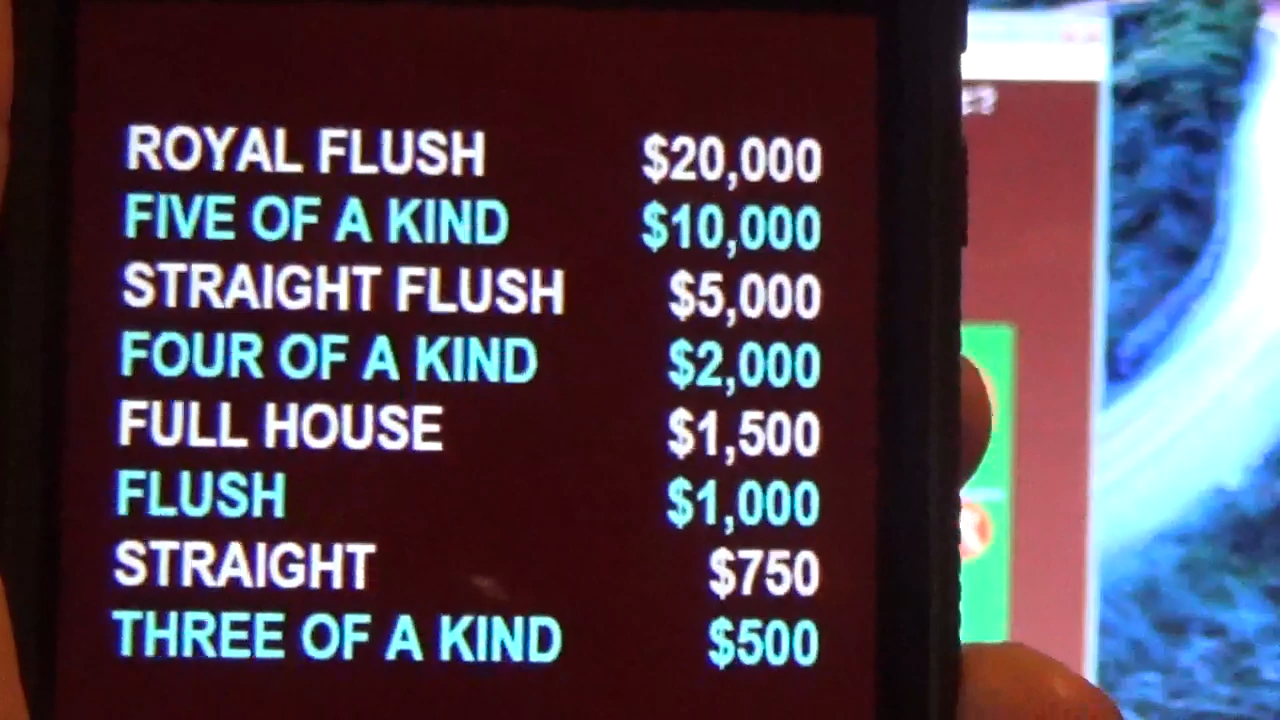 ROYAL FLUSH $20,000
FIVE OF A KIND $10,000
STRAIGHT FLUSH $5,000
FOUR OF A KIND $2,000
FULL HOUSE $1,500
FLUSH $1,000
STRAIGHT $750
THREE OF A KIND $500